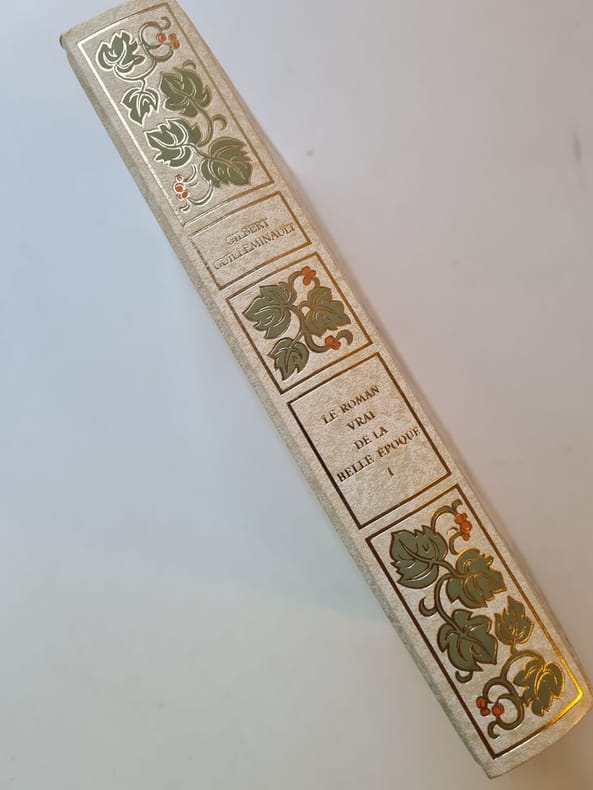 GILBERT
GUILLEMINAULT
LE ROMAN
VRAI
DE LA
BELLE ÉPOQUE
I